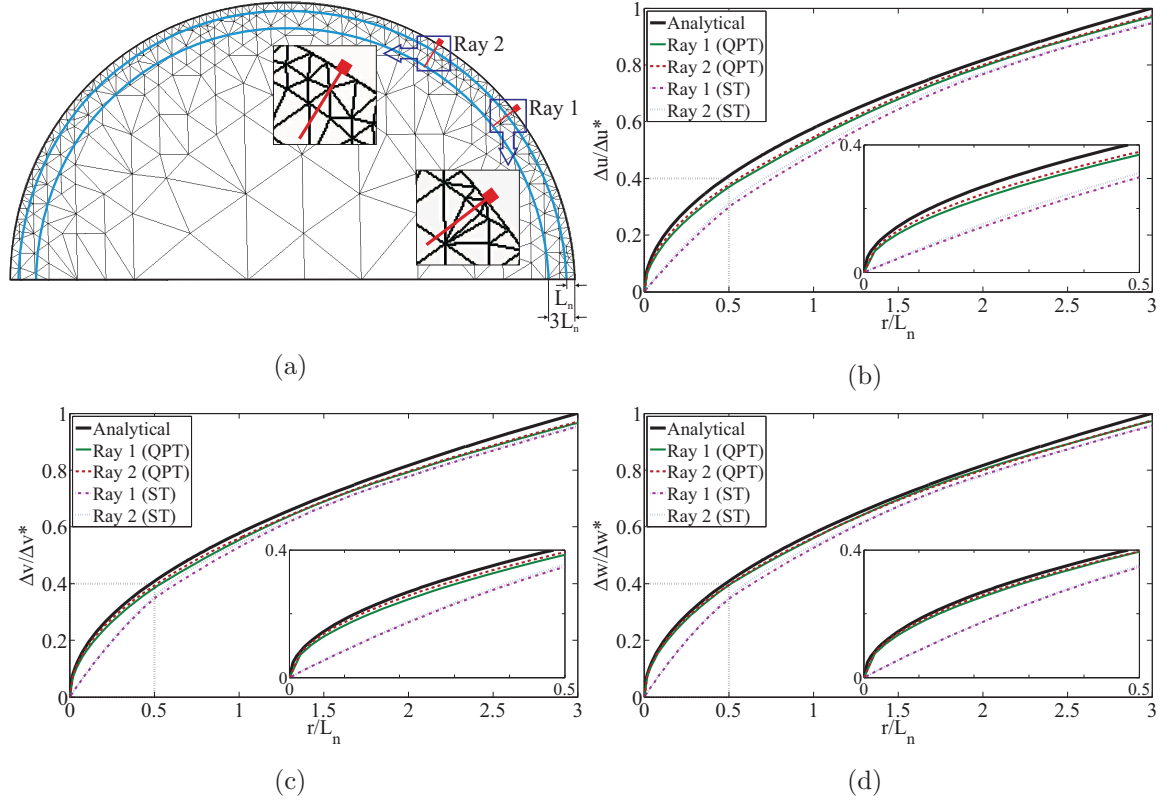 Ray 2
Ray 1
Lₙ
3Lₙ
(a)
Analytical
Ray 1 (QPT)
Ray 2 (QPT)
Ray 1 (ST)
Ray 2 (ST)
Δu/Δu*
1
0.8
0.6
0.4
0.2
0
0.4
0
0
0.5
0 0.5 1 1.5 2 2.5 3
r/Lₙ
(b)
Analytical
Ray 1 (QPT)
Ray 2 (QPT)
Ray 1 (ST)
Ray 2 (ST)
Δv/Δv*
1
0.8
0.6
0.4
0.2
0
0.4
0
0
0.5
0 0.5 1 1.5 2 2.5 3
r/Lₙ
(c)
Analytical
Ray 1 (QPT)
Ray 2 (QPT)
Ray 1 (ST)
Ray 2 (ST)
Δw/Δw*
1
0.8
0.6
0.4
0.2
0
0.4
0
0
0.5
0 0.5 1 1.5 2 2.5 3
r/Lₙ
(d)